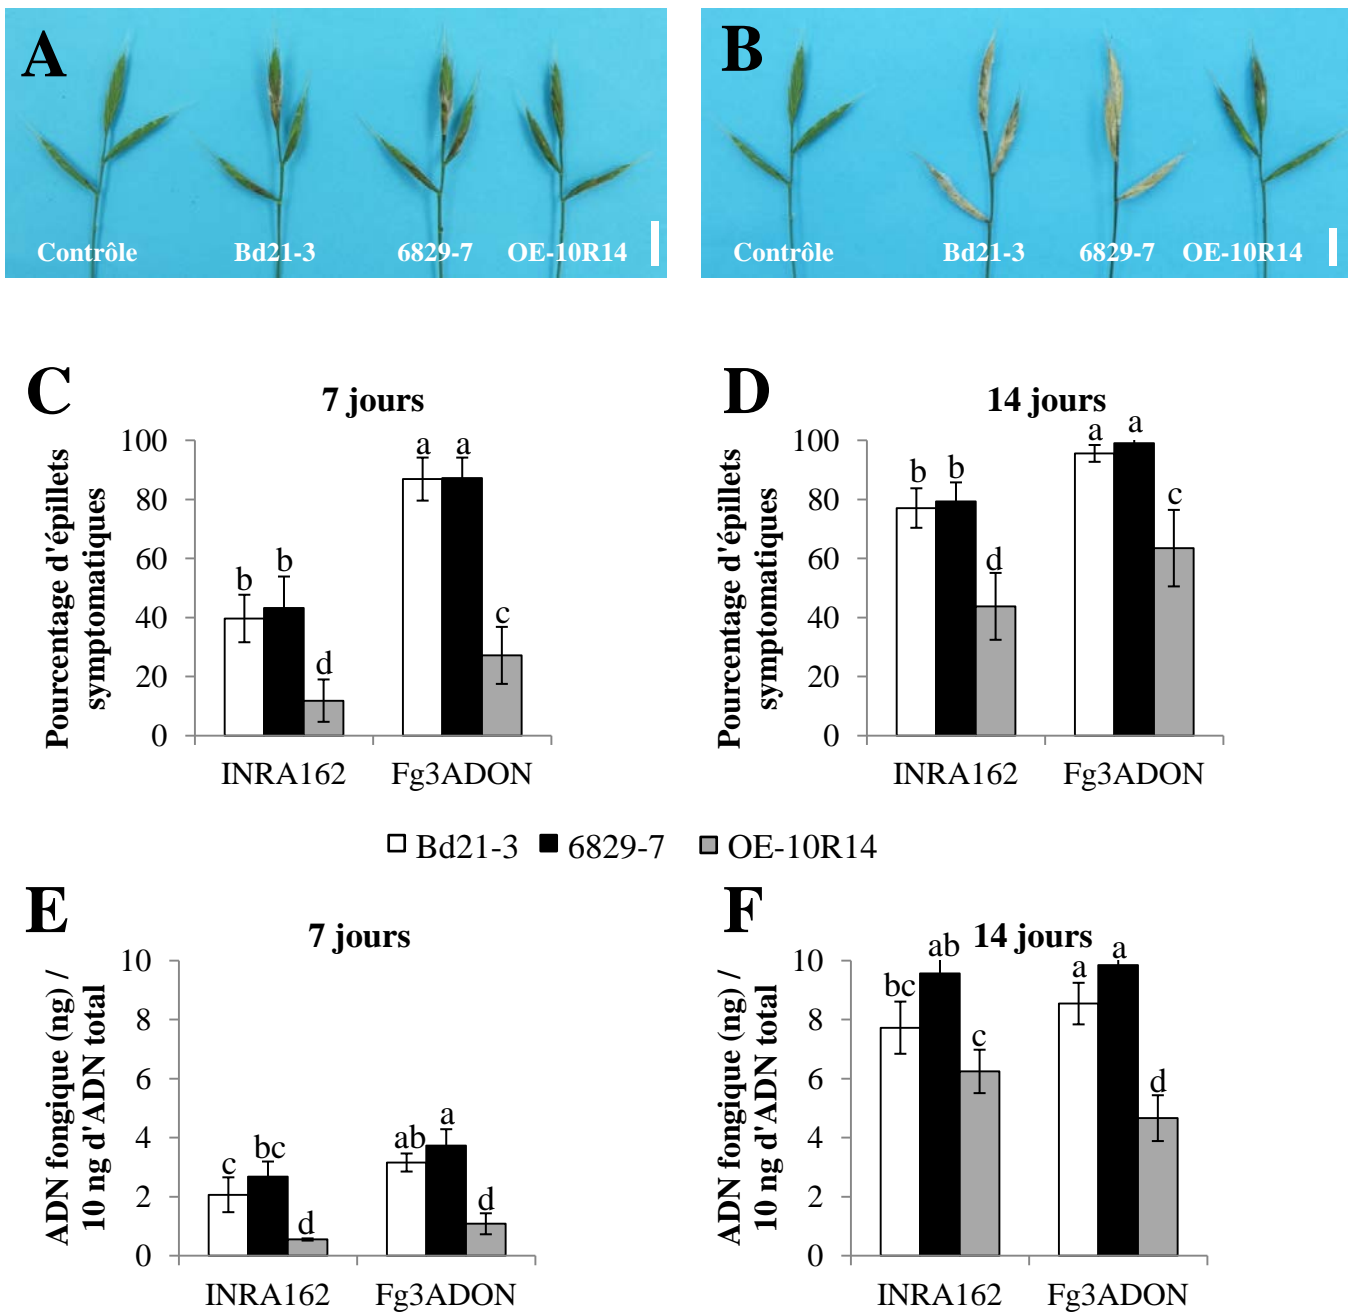 A
Contrôle Bd21-3 6829-7 OE-10R14
B
Contrôle Bd21-3 6829-7 OE-10R14
C
7 jours
Pourcentage d'épillets
symptomatiques
100
80
60
40
20
0
b b d a a c
INRA162 Fg3ADON
D
14 jours
Pourcentage d'épillets
symptomatiques
100
80
60
40
20
0
b b d a a c
INRA162 Fg3ADON
Bd21-3 6829-7 OE-10R14
E
7 jours
ADN fongique (ng) /
10 ng d'ADN total
10
8
6
4
2
0
c bc d ab a d
INRA162 Fg3ADON
F
14 jours
ADN fongique (ng) /
10 ng d'ADN total
10
8
6
4
2
0
bc ab c a a d
INRA162 Fg3ADON